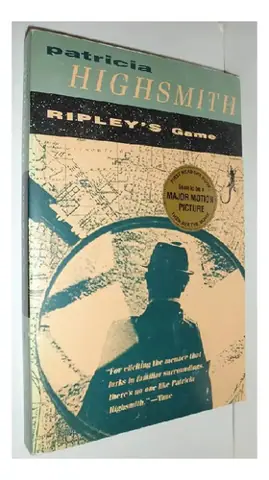 patricia
HIGHSMITH
RIPLEY'S Game
MAJOR MOTION
PICTURE
"For eliciting the menace that
lurks in familiar surroundings,
there's no one like Patricia
Highsmith."—Time